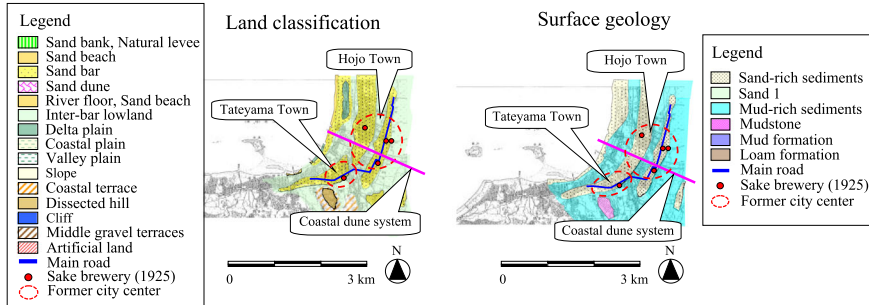 Legend
Sand bank, Natural levee
Sand beach
Sand bar
Sand dune
River floor, Sand beach
Inter-bar lowland
Delta plain
Coastal plain
Valley plain
Slope
Coastal terrace
Dissected hill
Cliff
Middle gravel terraces
Artificial land
Main road
Sake brewery (1925)
Former city center
Land classification
Hojo Town
Tateyama Town
Coastal dune system
N
0
3 km
Surface geology
Hojo Town
Tateyama Town
Coastal dune system
N
0
3 km
Legend
Sand-rich sediments
Sand 1
Mud-rich sediments
Mudstone
Mud formation
Loam formation
Main road
Sake brewery (1925)
Former city center